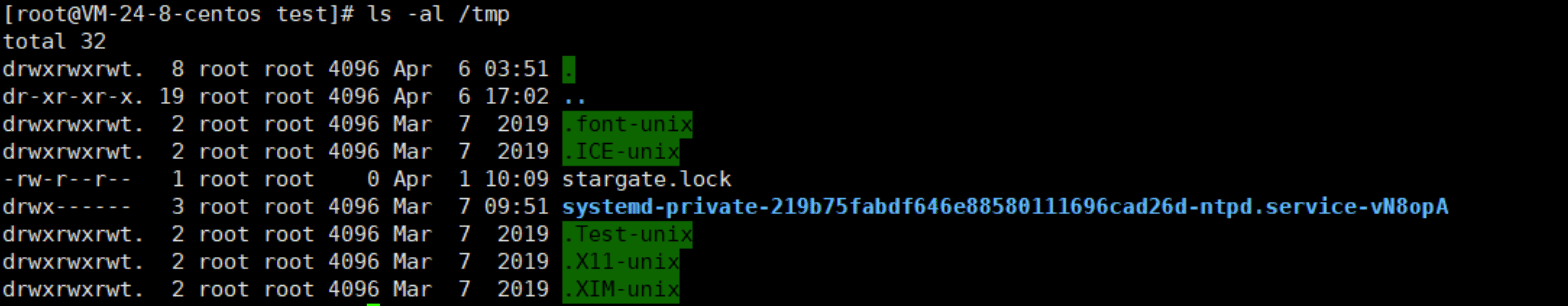 [root@VM-24-8-centos test]# ls -al /tmp
total 32
drwxrwxrwt.  8 root root 4096 Apr  6 03:51 .
dr-xr-xr-x. 19 root root 4096 Apr  6 17:02 ..
drwxrwxrwt.  2 root root 4096 Mar  7  2019 .font-unix
drwxrwxrwt.  2 root root 4096 Mar  7  2019 .ICE-unix
-rw-r--r--   1 root root    0 Apr  1 10:09 stargate.lock
drwx------   3 root root 4096 Mar  7 09:51 systemd-private-219b75fabdf646e88580111696cad26d-ntpd.service-vN8opA
drwxrwxrwt.  2 root root 4096 Mar  7  2019 .Test-unix
drwxrwxrwt.  2 root root 4096 Mar  7  2019 .X11-unix
drwxrwxrwt.  2 root root 4096 Mar  7  2019 .XIM-unix